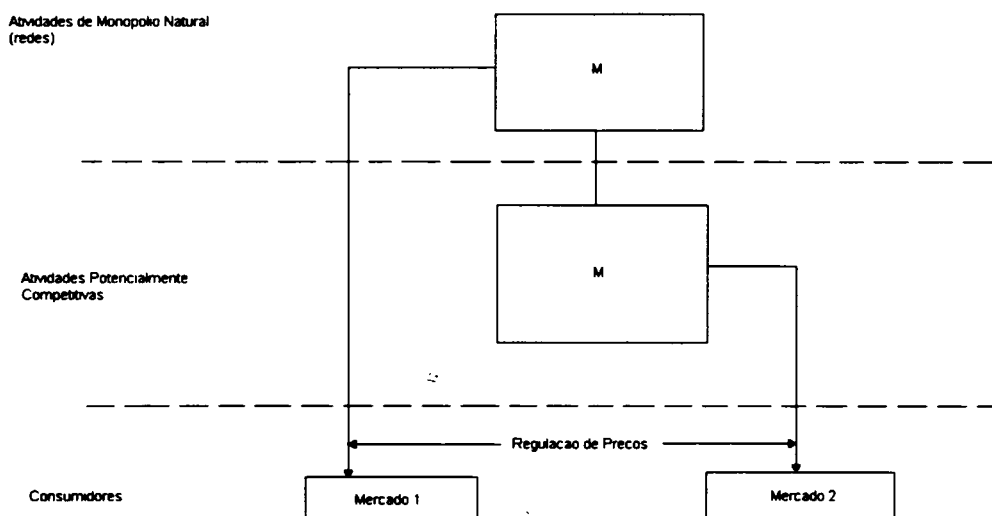 Atividades de Monopolio Natural
(redes)
M
M
Atividades Potencialmente
Competitivas
Regulacao de Precos
Consumidores
Mercado 1
Mercado 2